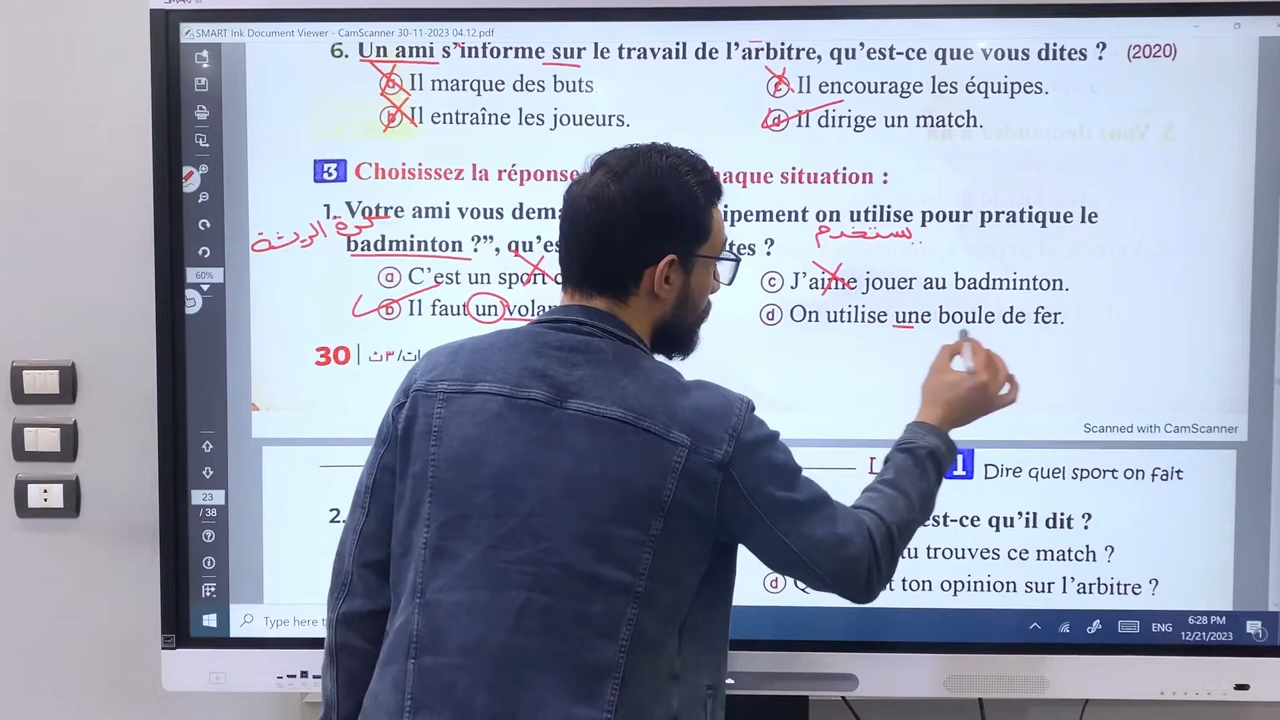 SMART Ink Document Viewer - CamScanner 30-11-2023 04.12.pdf
6. Un ami s'informe sur le travail de l'arbitre, qu'est-ce que vous dites ? (2020)
a Il marque des buts
c Il encourage les équipes.
b Il entraîne les joueurs.
d Il dirige un match.
3 Choisissez la réponse haque situation :
1. Votre ami vous dema ipement on utilise pour pratique le
كرة الريشة
يستخدم
badminton ?", qu'es tes ?
a C'est un sport
c J'aime jouer au badminton.
b Il faut un volan
d On utilise une boule de fer.
30 ات/٣ث
60%
Scanned with CamScanner
1 Dire quel sport on fait
2. est-ce qu'il dit ?
tu trouves ce match ?
d t ton opinion sur l'arbitre ?
23
/ 38
Type here t
ENG
6:28 PM
12/21/2023